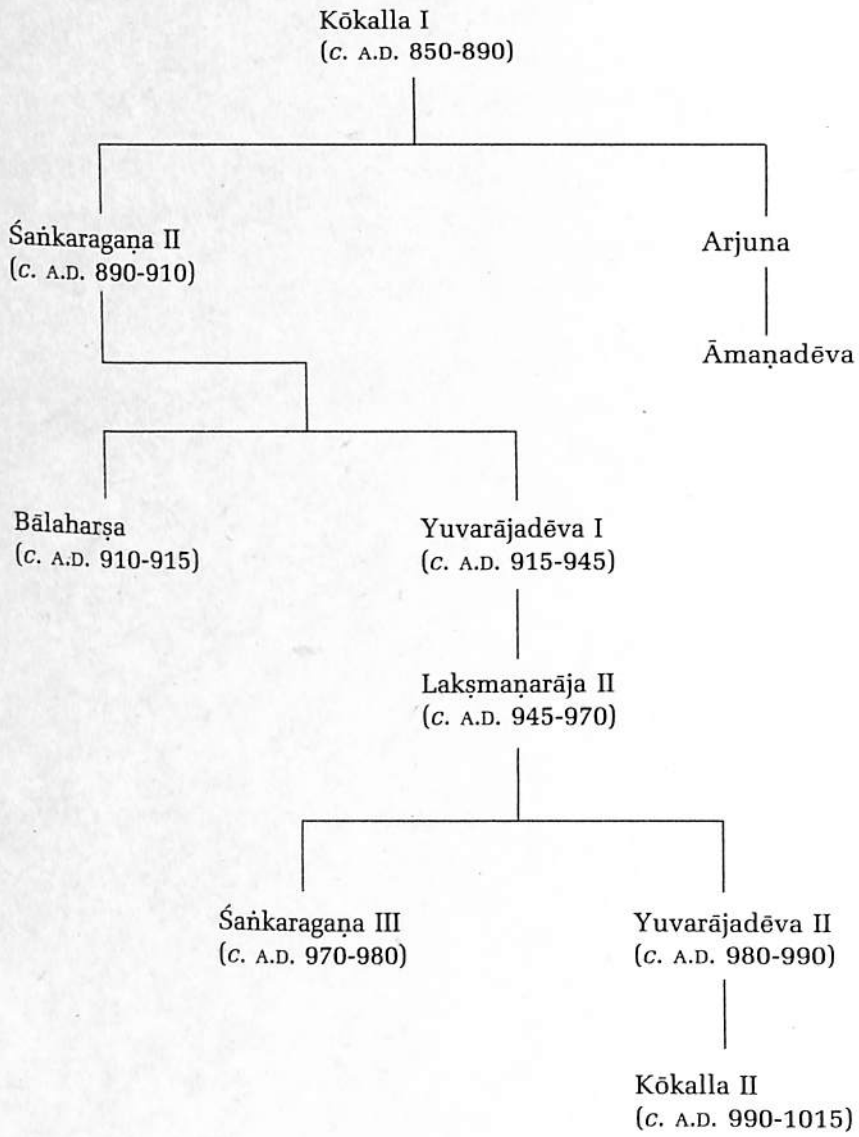 Kōkalla I
(c. A.D. 850-890)
Śaṅkaragaṇa II
(c. A.D. 890-910)
Arjuna
Āmaṇadēva
Bālaharṣa
(c. A.D. 910-915)
Yuvarājadēva I
(c. A.D. 915-945)
Lakṣmaṇarāja II
(c. A.D. 945-970)
Śaṅkaragaṇa III
(c. A.D. 970-980)
Yuvarājadēva II
(c. A.D. 980-990)
Kōkalla II
(c. A.D. 990-1015)